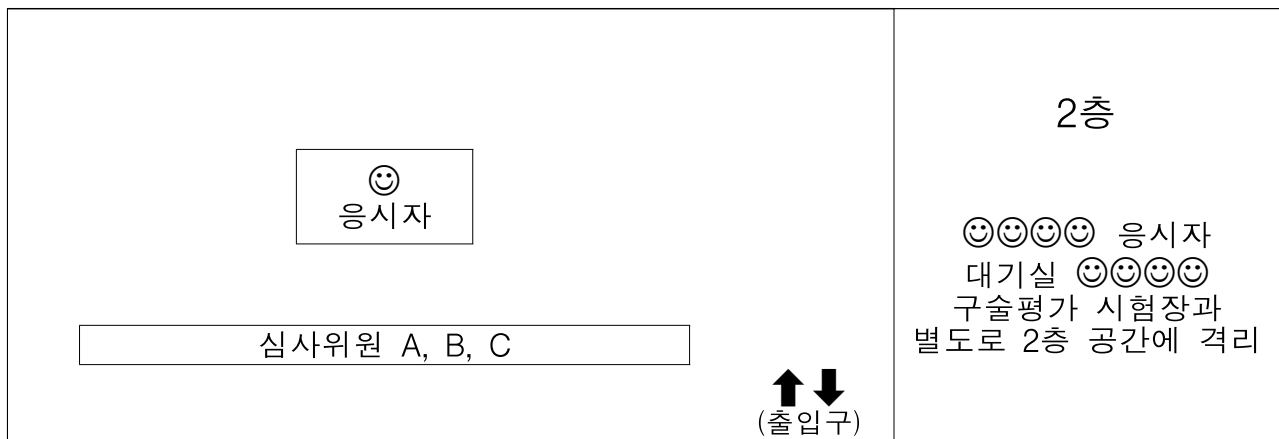 ☺
응시자
심사위원 A, B, C
(출입구)
2층
☺☺☺☺ 응시자
대기실 ☺☺☺☺
구술평가 시험장과
별도로 2층 공간에 격리